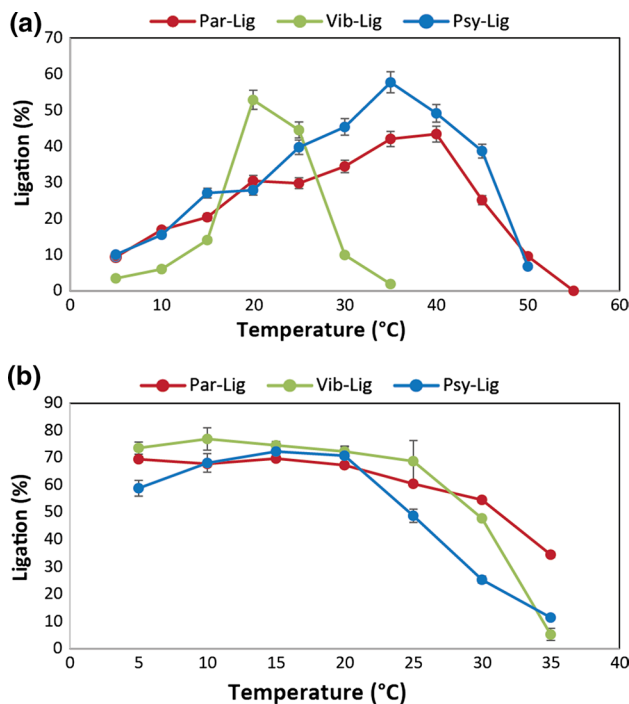 (a)
Par-Lig Vib-Lig Psy-Lig
70
60
50
40
30
20
10
0
Ligation (%)
0 10 20 30 40 50 60
Temperature (°C)
(b)
Par-Lig Vib-Lig Psy-Lig
90
80
70
60
50
40
30
20
10
0
Ligation (%)
0 5 10 15 20 25 30 35 40
Temperature (°C)